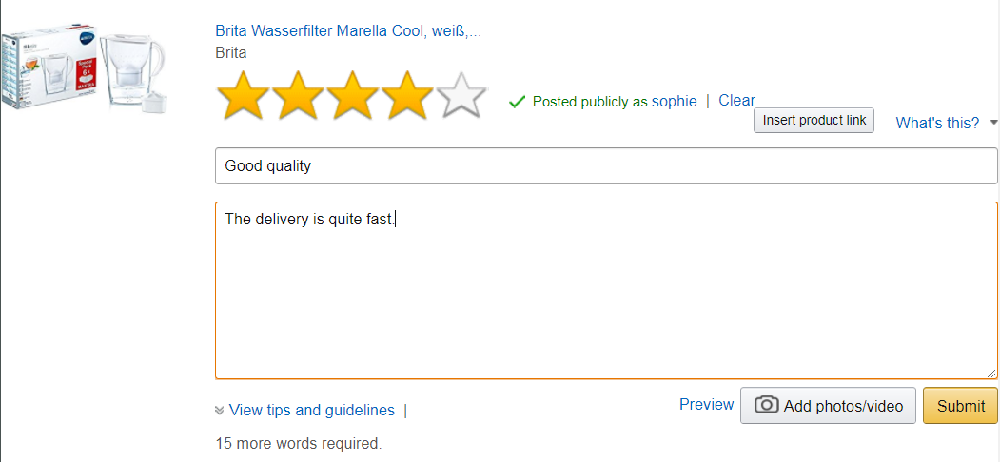 Brita Wasserfilter Marella Cool, weiß,...
Brita
Posted publicly as sophie | Clear
Insert product link
What's this?
Good quality
The delivery is quite fast.
View tips and guidelines |
Preview
Add photos/video
Submit
15 more words required.